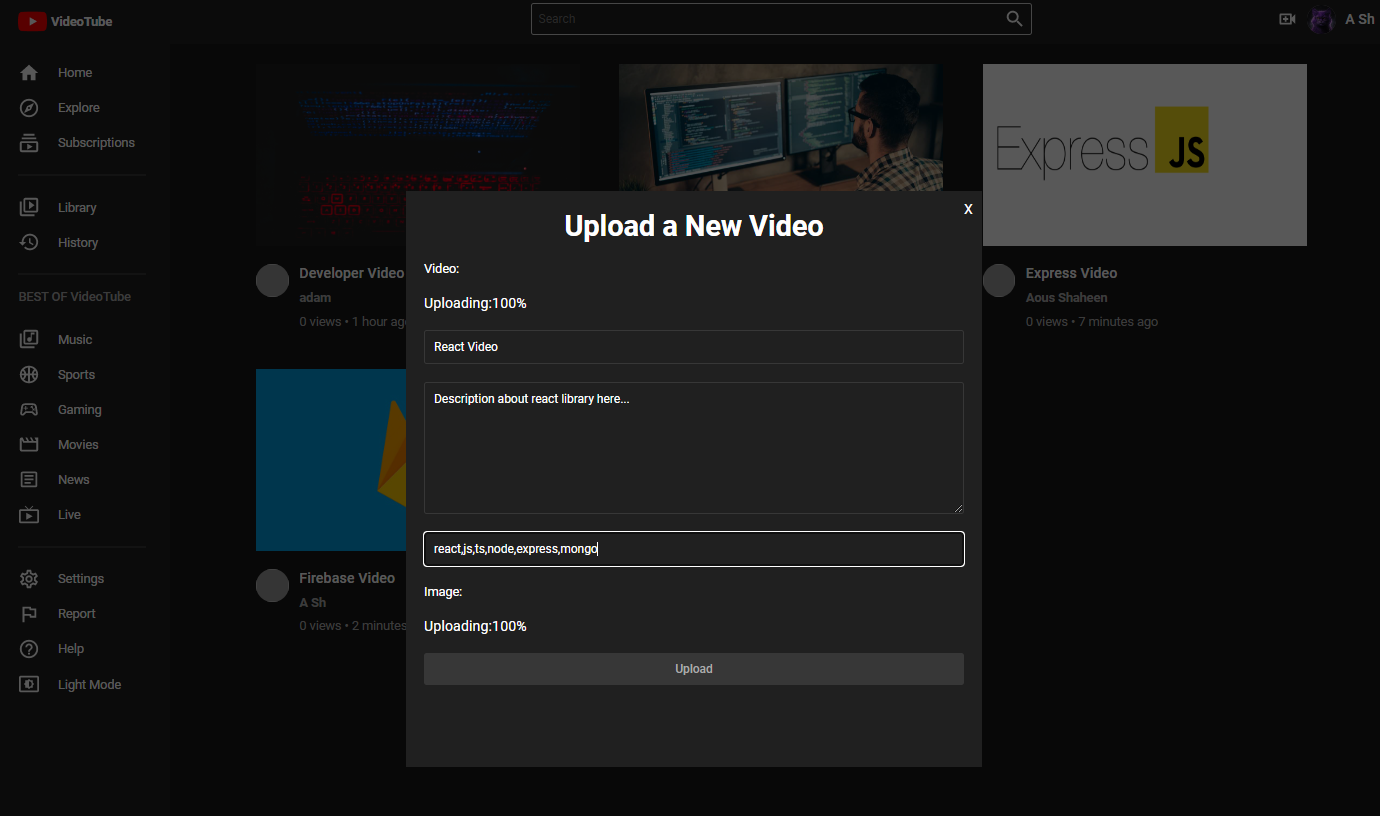 VideoTube
Search
A Sh
Home
Explore
Subscriptions
Library
History
BEST OF VideoTube
Music
Sports
Gaming
Movies
News
Live
Settings
Report
Help
Light Mode
Express JS
Developer Video
adam
0 views • 1 hour ago
Express Video
Aous Shaheen
0 views • 7 minutes ago
Firebase Video
A Sh
0 views • 2 minutes
X
Upload a New Video
Video:
Uploading:100%
React Video
Description about react library here...
react,js,ts,node,express,mongo
Image:
Uploading:100%
Upload